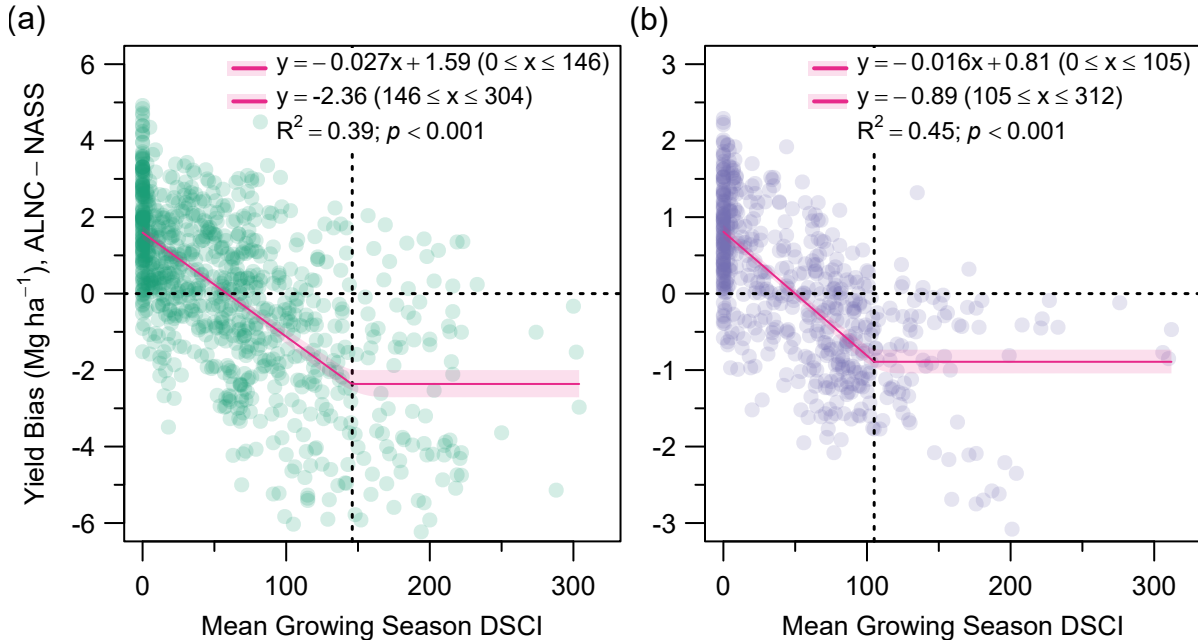 (a)
y = − 0.027x + 1.59 (0 ≤ x ≤ 146)
y = -2.36 (146 ≤ x ≤ 304)
R² = 0.39; p < 0.001
6
4
2
0
-2
-4
-6
0
100
200
300
Yield Bias (Mg ha⁻¹), ALNC − NASS
Mean Growing Season DSCI
(b)
y = − 0.016x + 0.81 (0 ≤ x ≤ 105)
y = − 0.89 (105 ≤ x ≤ 312)
R² = 0.45; p < 0.001
3
2
1
0
-1
-2
-3
0
100
200
300
Mean Growing Season DSCI